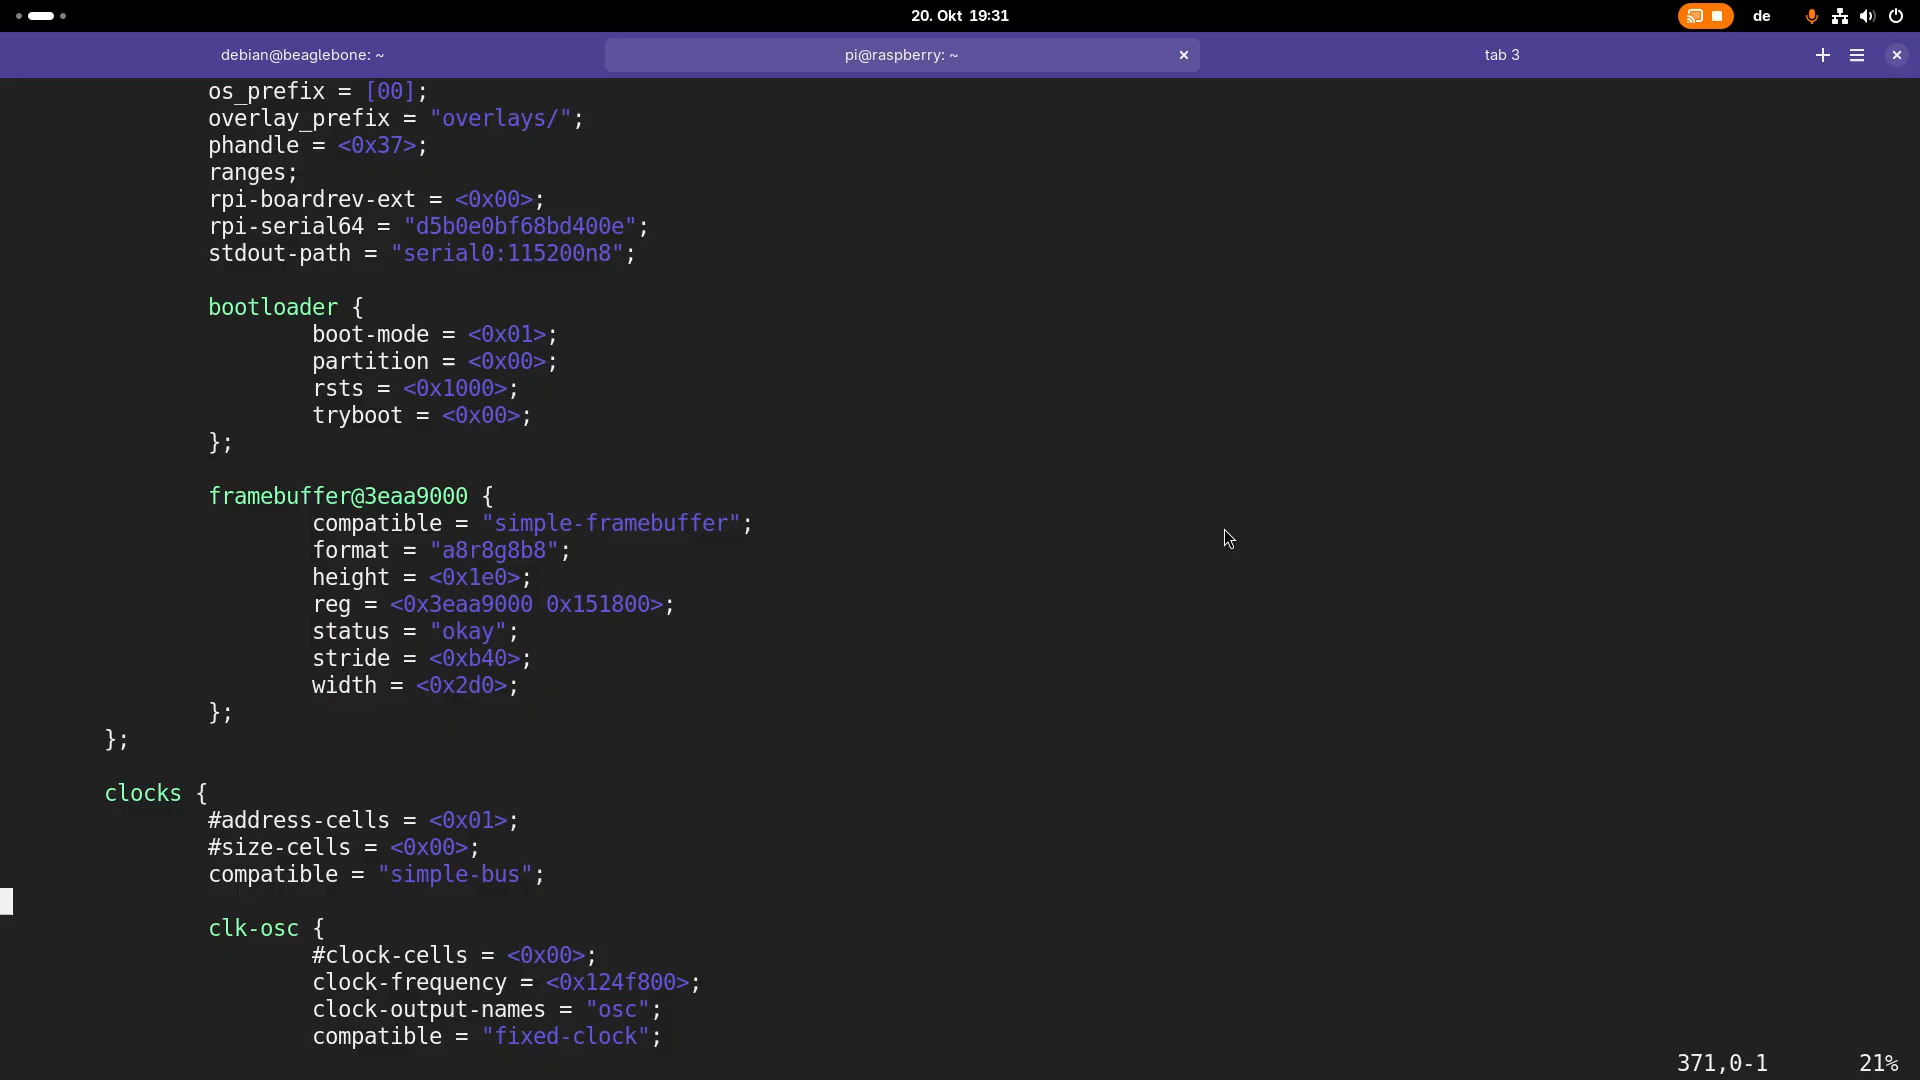 20. Okt 19:31
de
debian@beaglebone: ~
pi@raspberry: ~
tab 3
os_prefix = [00];
overlay_prefix = "overlays/";
phandle = <0x37>;
ranges;
rpi-boardrev-ext = <0x00>;
rpi-serial64 = "d5b0e0bf68bd400e";
stdout-path = "serial0:115200n8";
bootloader {
boot-mode = <0x01>;
partition = <0x00>;
rsts = <0x1000>;
tryboot = <0x00>;
};
framebuffer@3eaa9000 {
compatible = "simple-framebuffer";
format = "a8r8g8b8";
height = <0x1e0>;
reg = <0x3eaa9000 0x151800>;
status = "okay";
stride = <0xb40>;
width = <0x2d0>;
};
};
clocks {
#address-cells = <0x01>;
#size-cells = <0x00>;
compatible = "simple-bus";
clk-osc {
#clock-cells = <0x00>;
clock-frequency = <0x124f800>;
clock-output-names = "osc";
compatible = "fixed-clock";
371,0-1 21%